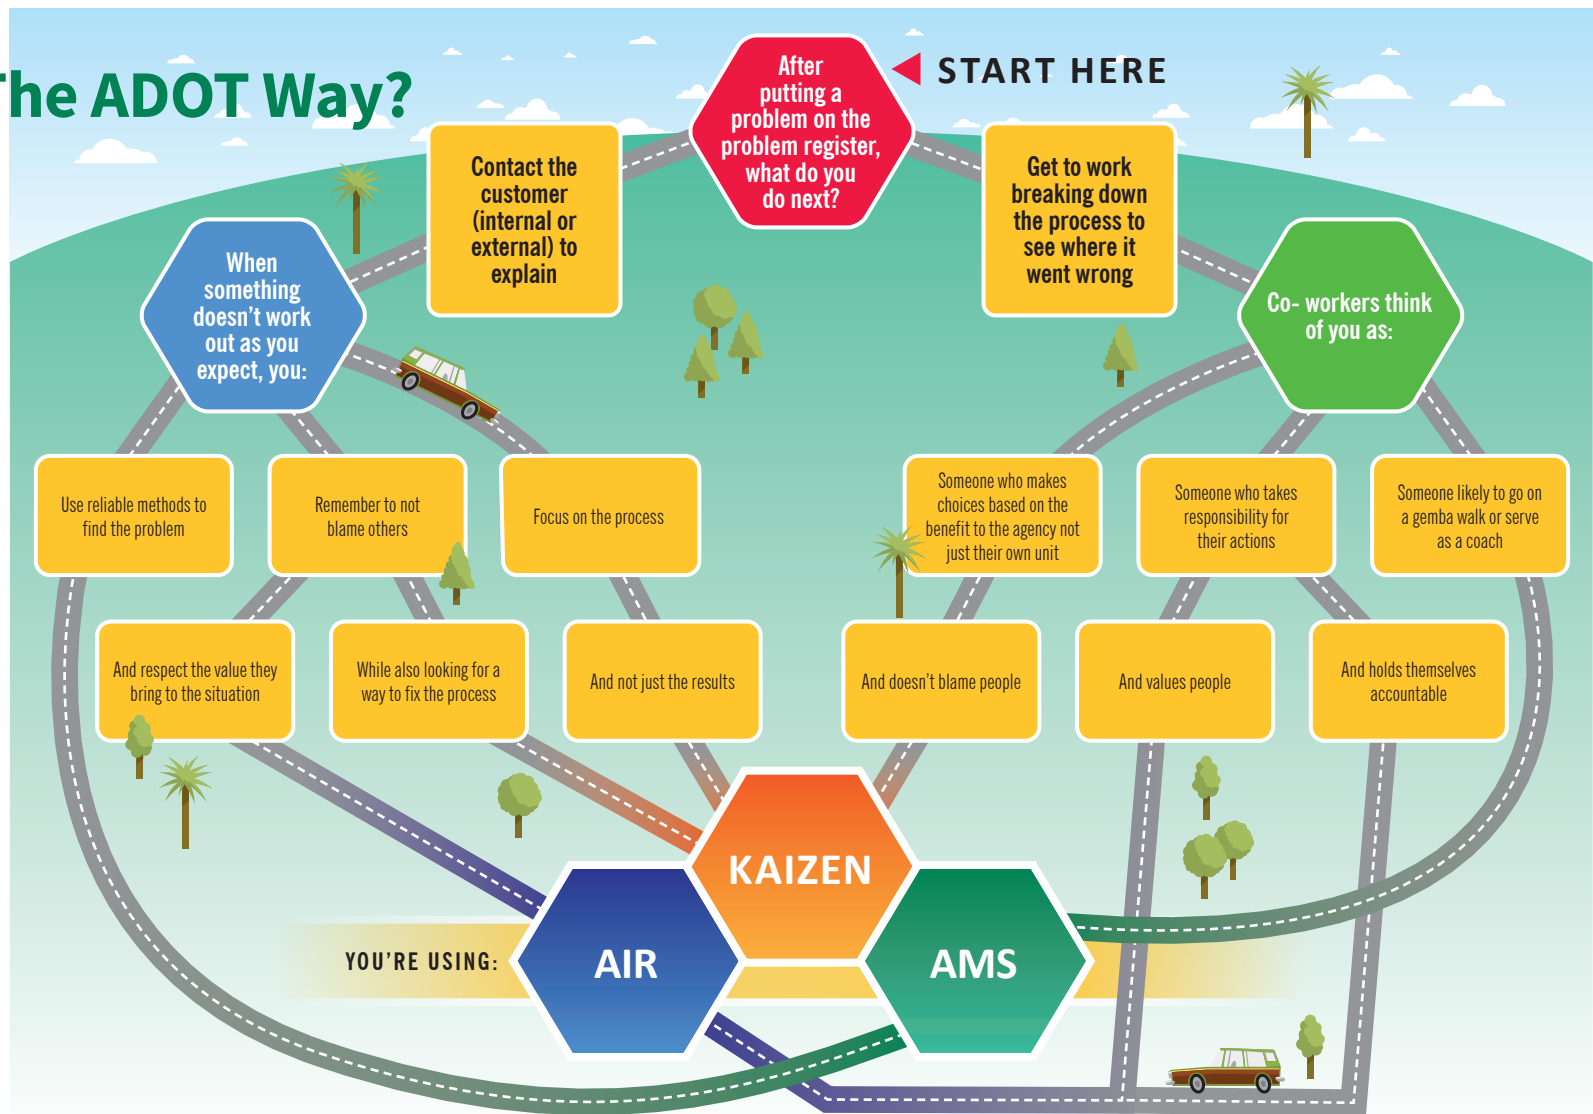 he ADOT Way?
START HERE
After
putting a
problem on the
problem register,
what do you
do next?
Contact the
customer
(internal or
external) to
explain
Get to work
breaking down
the process to
see where it
went wrong
When
something
doesn't work
out as you
expect, you:
Co- workers think
of you as:
Use reliable methods to
find the problem
Remember to not
blame others
Focus on the process
Someone who makes
choices based on the
benefit to the agency not
just their own unit
Someone who takes
responsibility for
their actions
Someone likely to go on
a gemba walk or serve
as a coach
And respect the value they
bring to the situation
While also looking for a
way to fix the process
And not just the results
And doesn't blame people
And values people
And holds themselves
accountable
KAIZEN
YOU'RE USING:
AIR
AMS